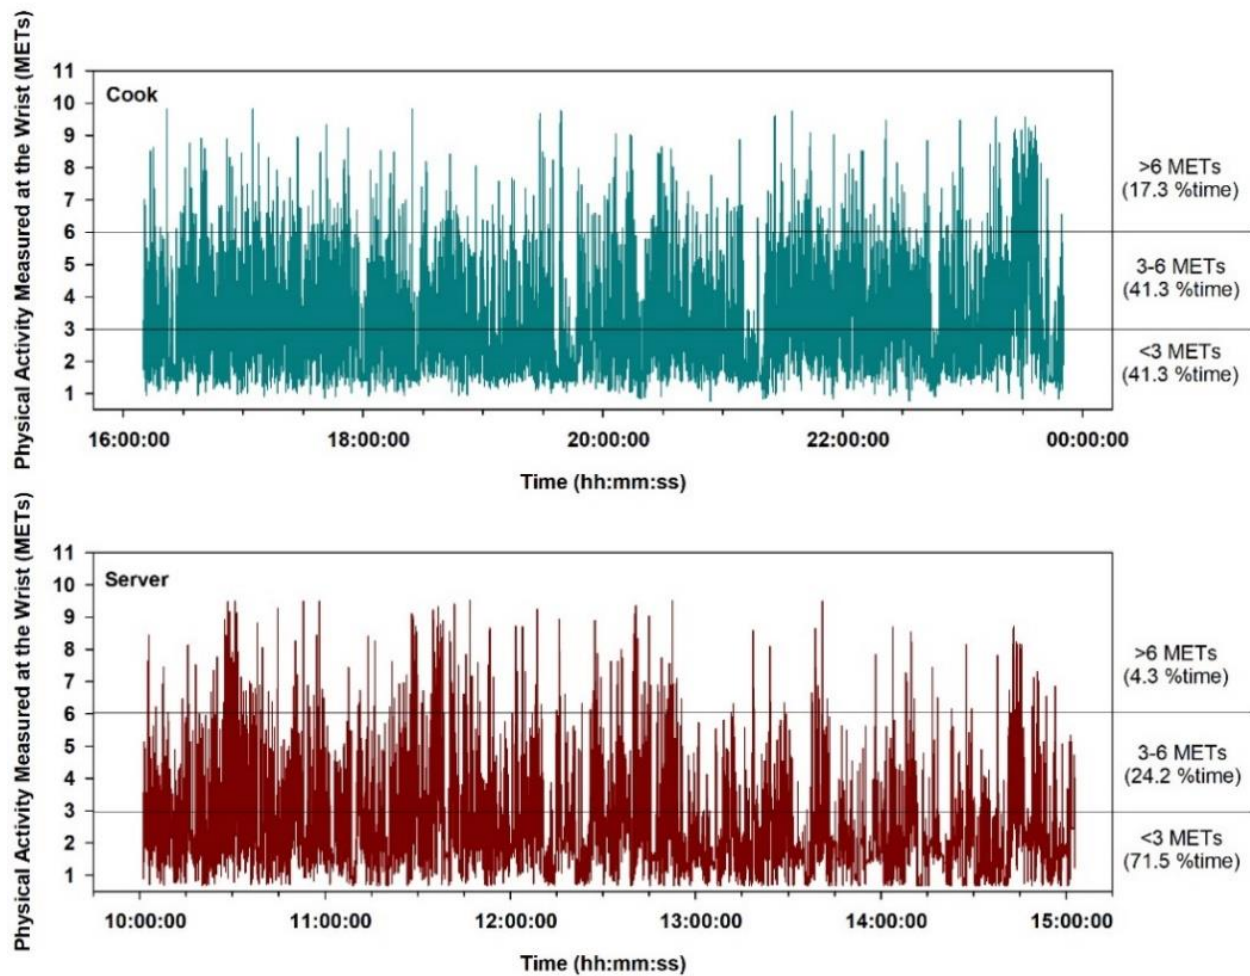 Physical Activity Measured at the Wrist (METs)
11
10
9
8
7
6
5
4
3
2
1
Cook
>6 METs
(17.3 %time)
3-6 METs
(41.3 %time)
<3 METs
(41.3 %time)
16:00:00 18:00:00 20:00:00 22:00:00 00:00:00
Time (hh:mm:ss)
Physical Activity Measured at the Wrist (METs)
11
10
9
8
7
6
5
4
3
2
1
Server
>6 METs
(4.3 %time)
3-6 METs
(24.2 %time)
<3 METs
(71.5 %time)
10:00:00 11:00:00 12:00:00 13:00:00 14:00:00 15:00:00
Time (hh:mm:ss)